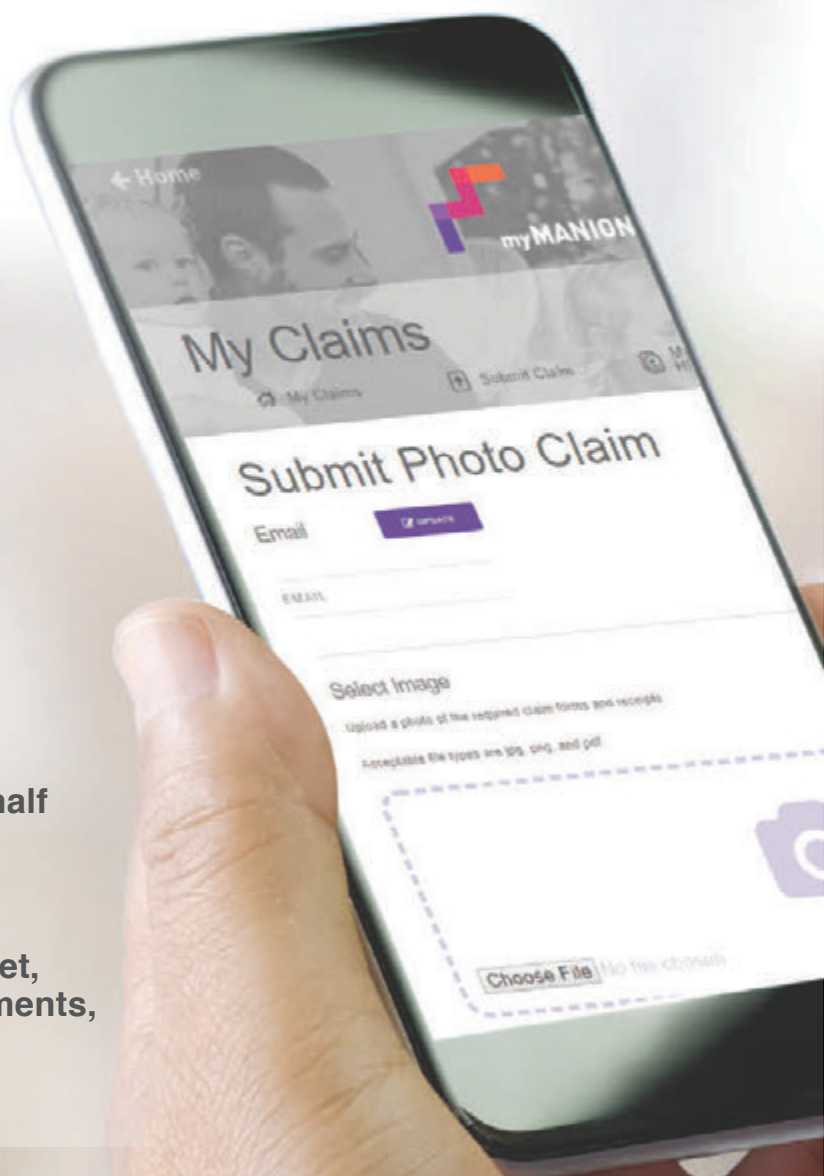 ← Home
myMANION
My Claims
My Claims
Submit Claim
Submit Photo Claim
Email
UPDATE
EMAIL
Select Image
Upload a photo of the required claim forms and receipts
Acceptable file types are jpg, png, and pdf
Choose File No file chosen
half
et,
ments,